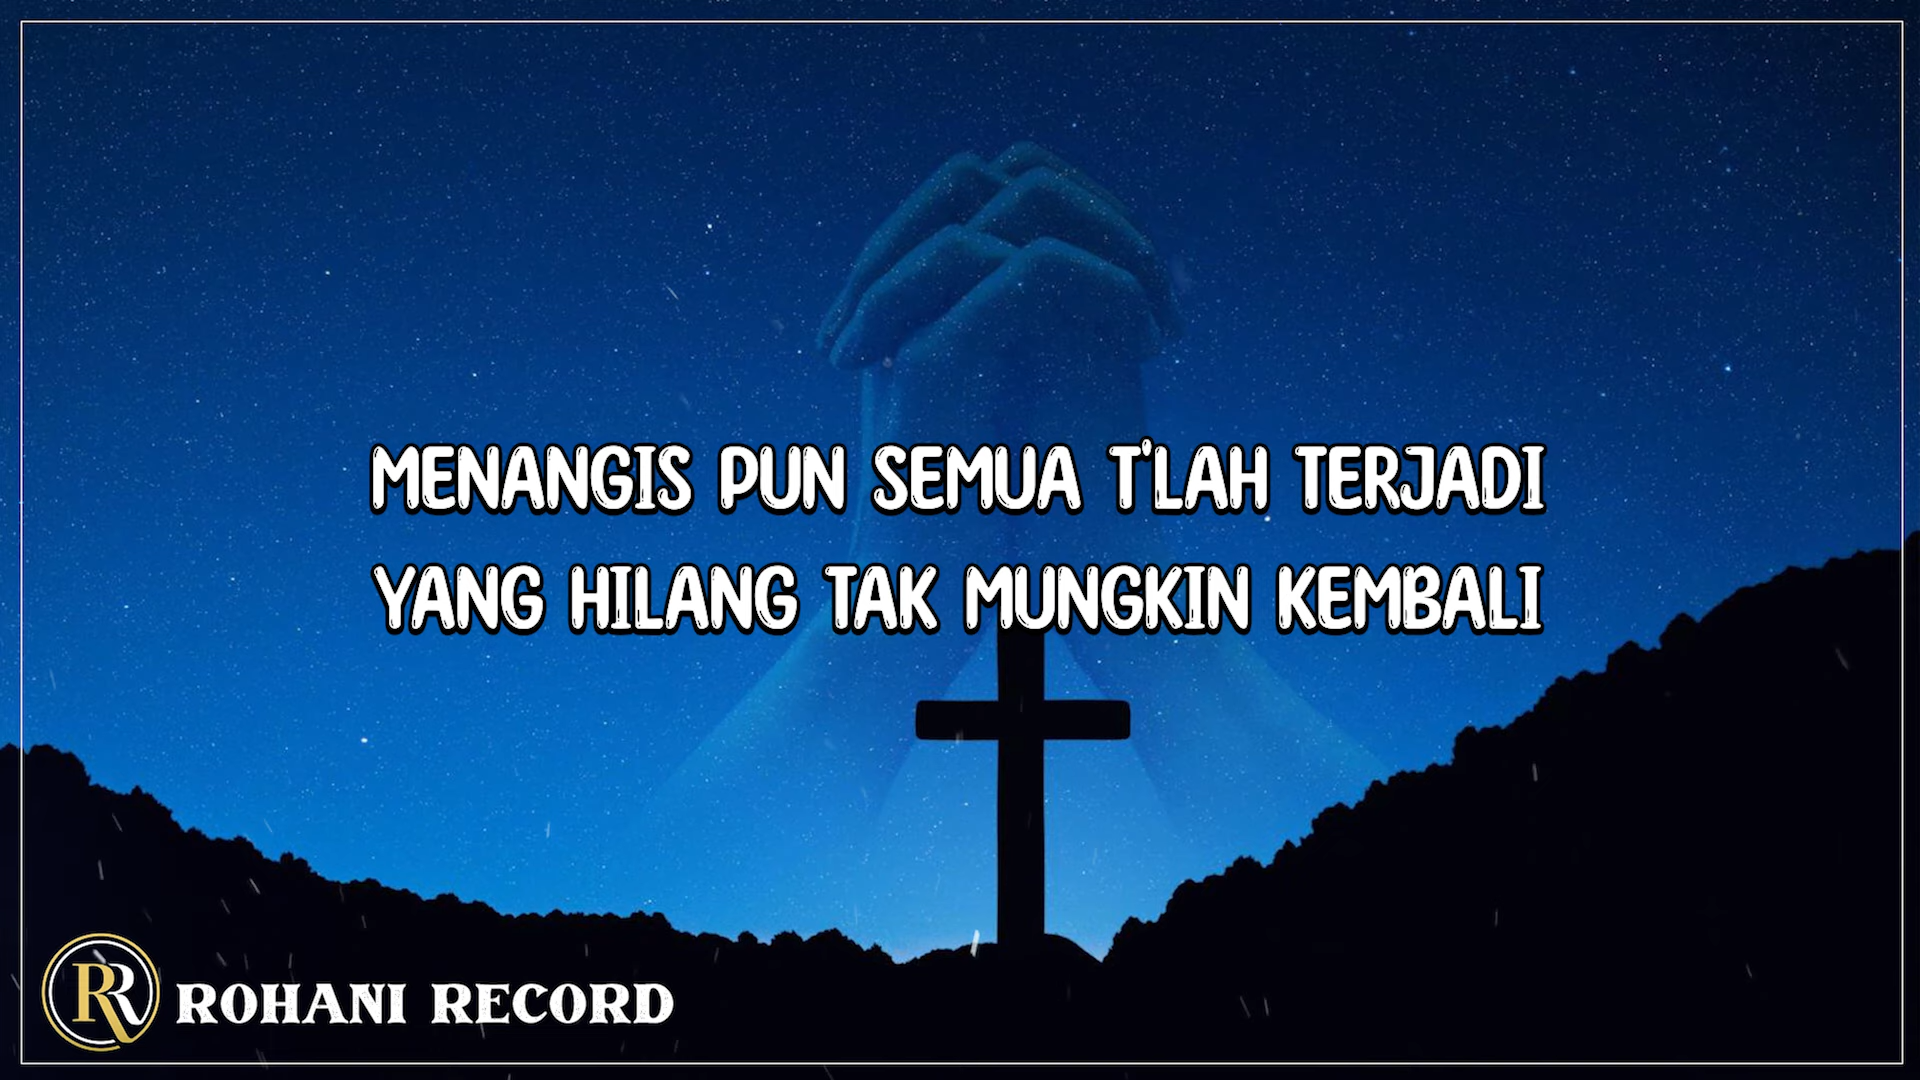 MENANGIS PUN SEMUA T'LAH TERJADI
YANG HILANG TAK MUNGKIN KEMBALI
RR ROHANI RECORD